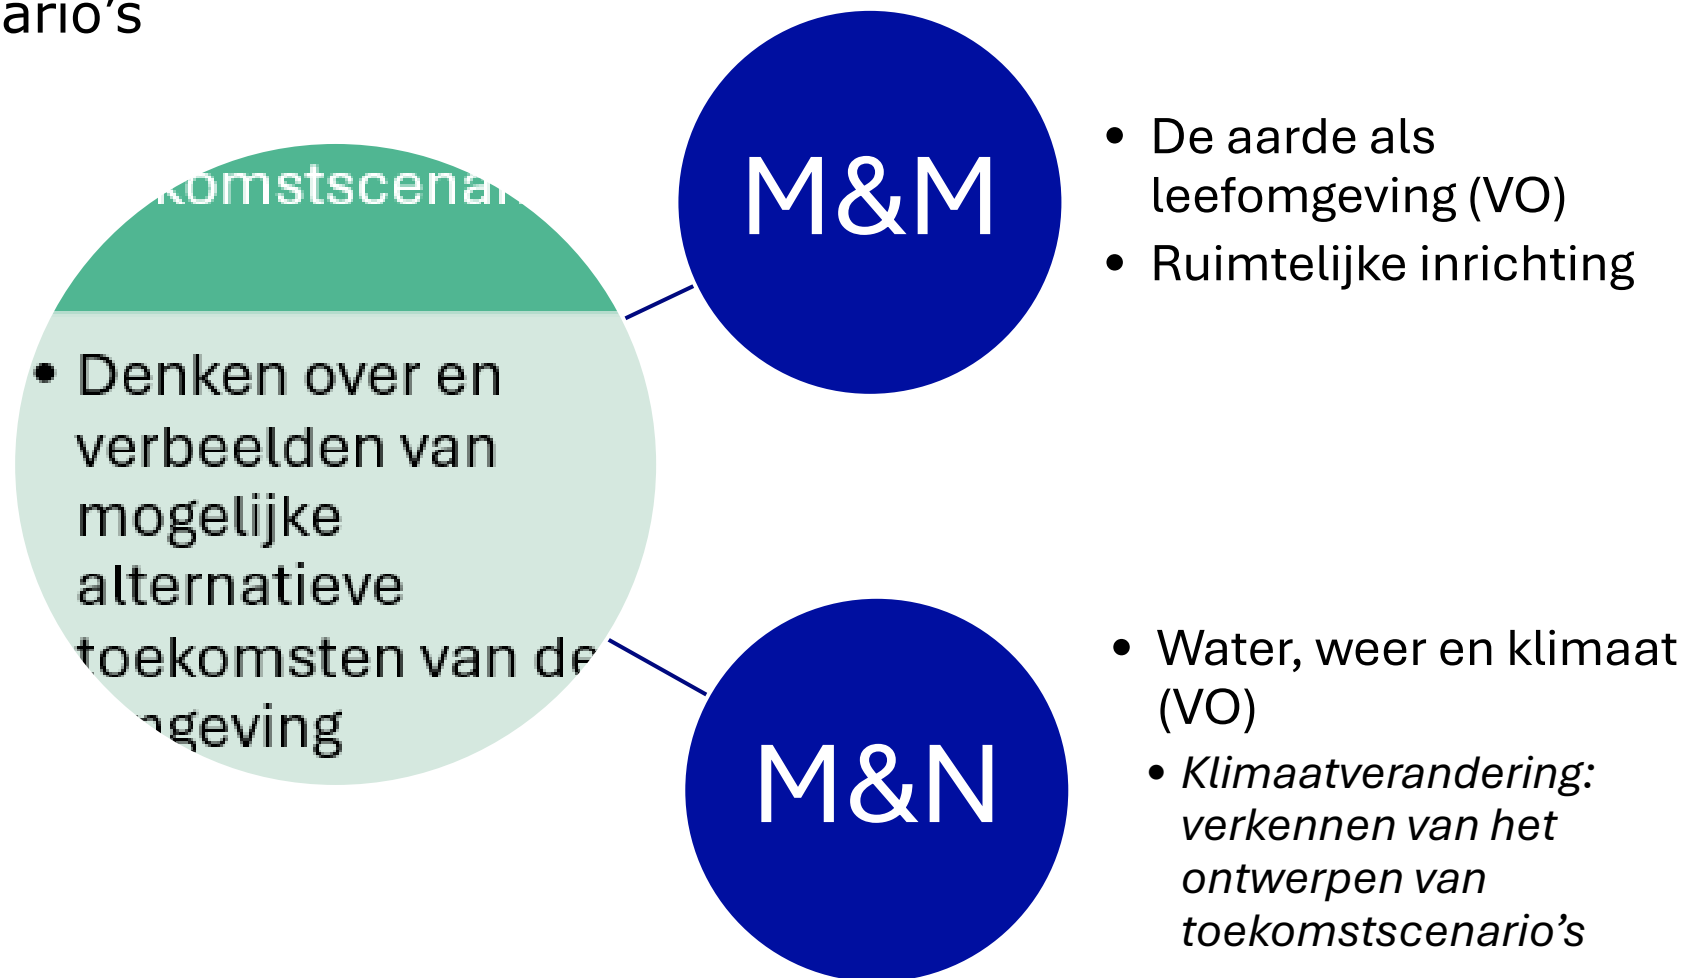 ario's
komstscenar
• Denken over en
verbeelden van
mogelijke
alternatieve
toekomsten van de
geving
M&M
• De aarde als
leefomgeving (VO)
• Ruimtelijke inrichting
M&N
• Water, weer en klimaat
(VO)
• Klimaatverandering:
verkennen van het
ontwerpen van
toekomstscenario’s